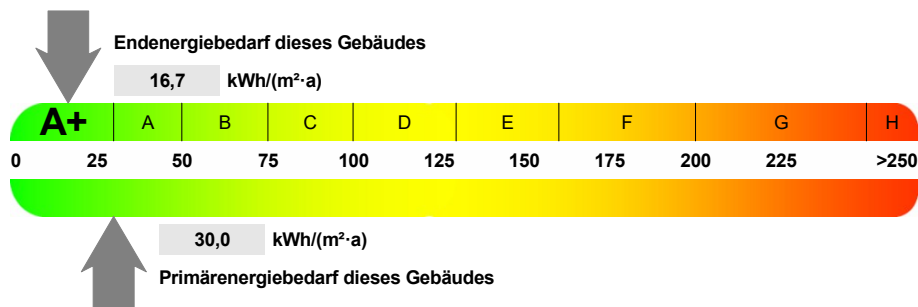 Endenergiebedarf dieses Gebäudes
16,7 kWh/(m²·a)
A+ A B C D E F G H
0 25 50 75 100 125 150 175 200 225 >250
30,0 kWh/(m²·a)
Primärenergiebedarf dieses Gebäudes